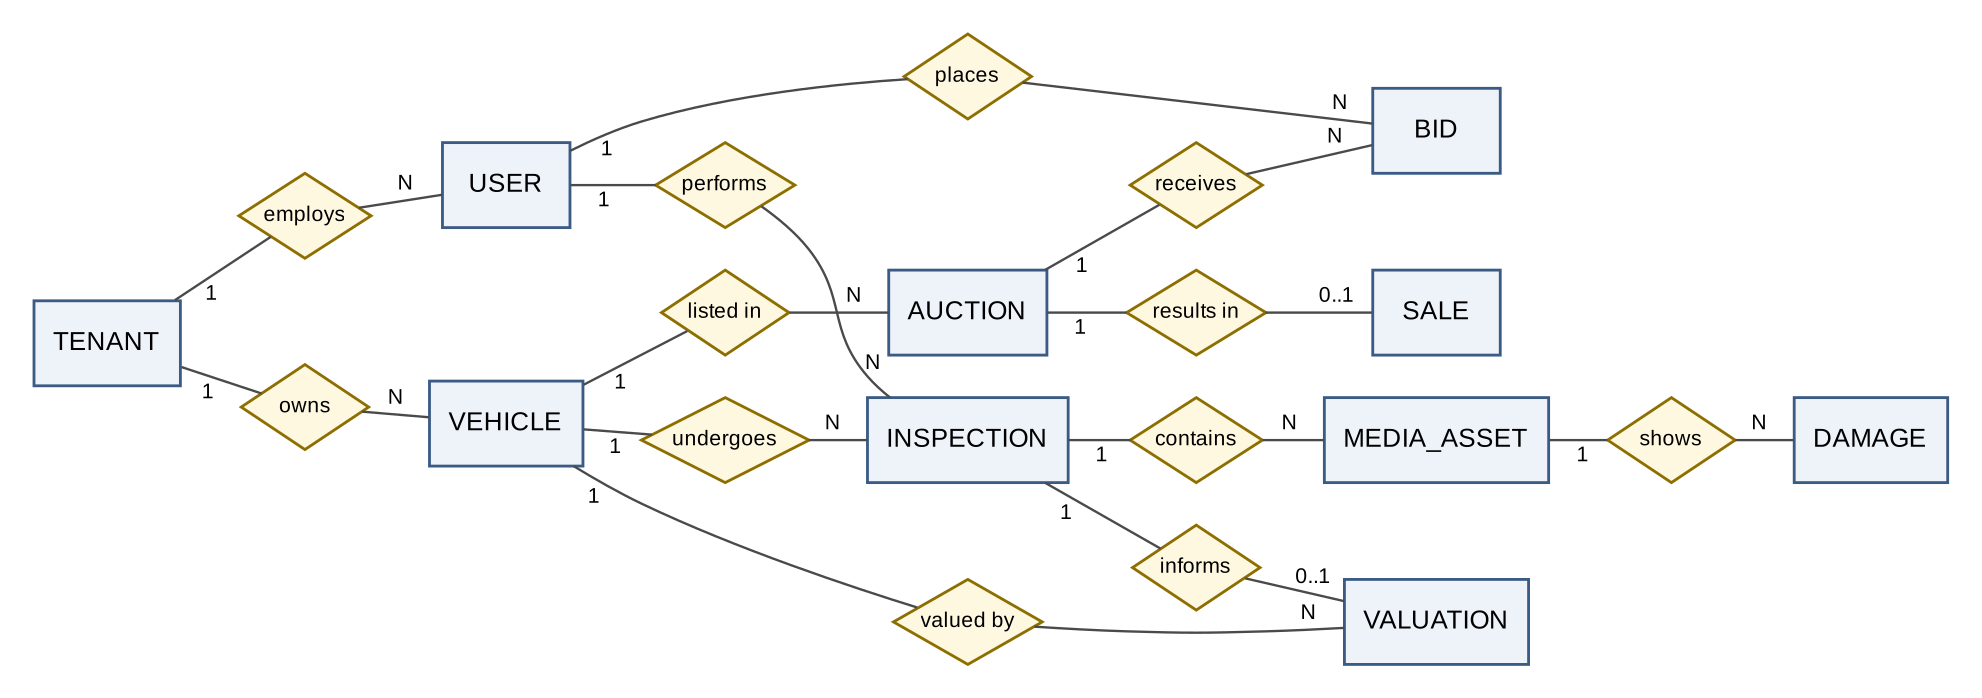 places
N
BID
1
N
USER
performs
receives
N
1
employs
1
1
TENANT
1
listed in
N
AUCTION
1
results in
0..1
SALE
N
1
owns
N
VEHICLE
1
undergoes
N
INSPECTION
1
contains
N
MEDIA_ASSET
1
shows
N
DAMAGE
1
1
informs
0..1
valued by
N
VALUATION